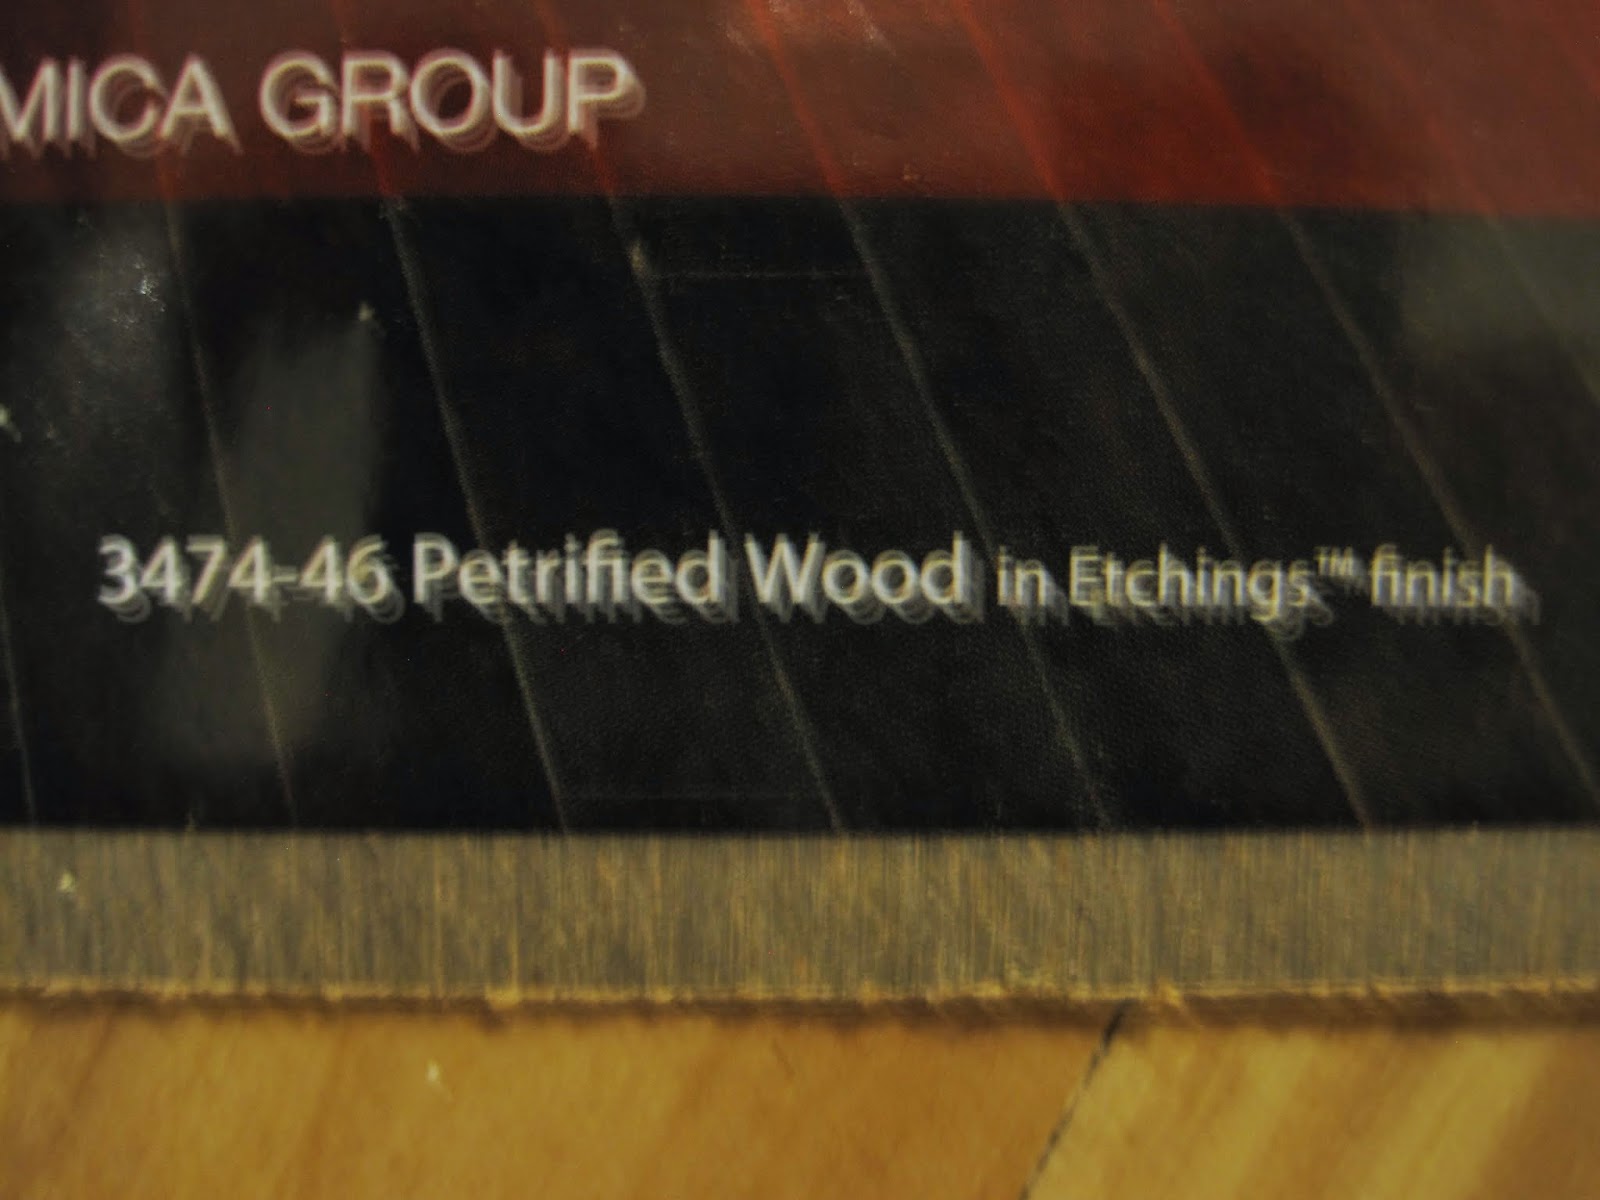 MICA GROUP
3474-46 Petrified Wood in Etchings™ finish